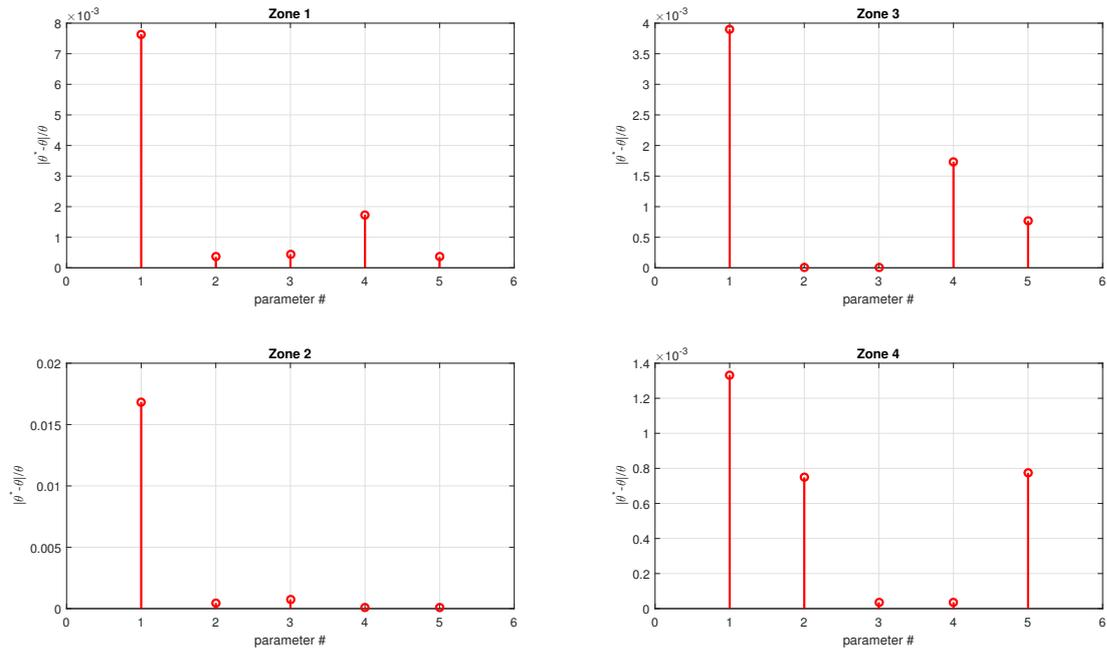 Zone 1
×10⁻³
8
7
6
5
4
3
2
1
0
|θ*-θ|/θ
0 1 2 3 4 5 6
parameter #
Zone 3
×10⁻³
4
3.5
3
2.5
2
1.5
1
0.5
0
|θ*-θ|/θ
0 1 2 3 4 5 6
parameter #
Zone 2
0.02
0.015
0.01
0.005
0
|θ*-θ|/θ
0 1 2 3 4 5 6
parameter #
Zone 4
×10⁻³
1.4
1.2
1
0.8
0.6
0.4
0.2
0
|θ*-θ|/θ
0 1 2 3 4 5 6
parameter #